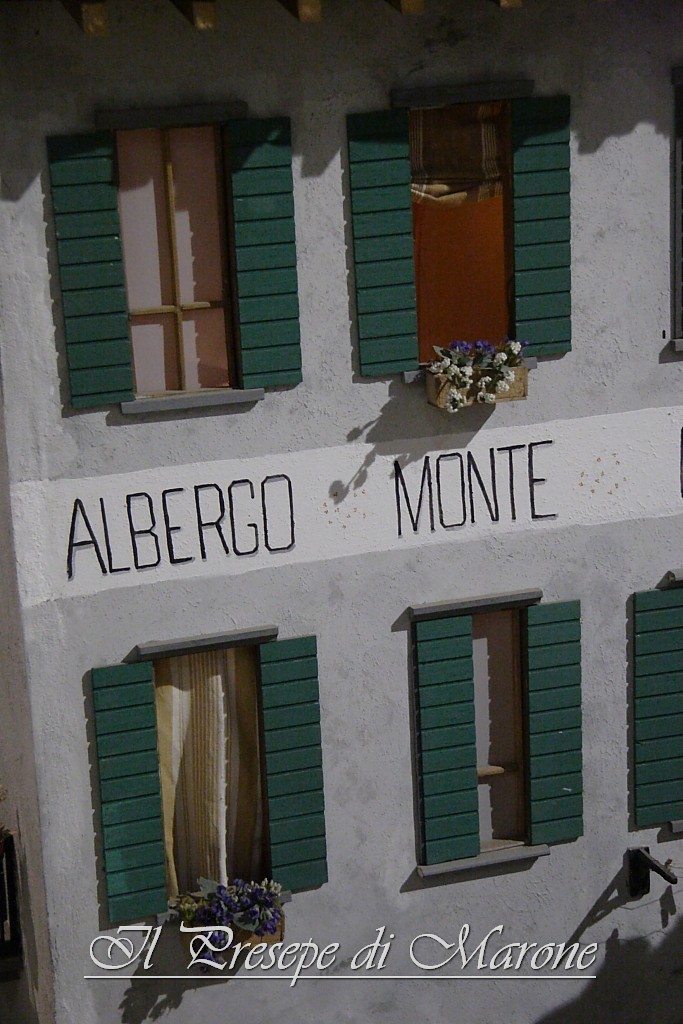 ALBERGO MONTE
Il Presepe di Marone